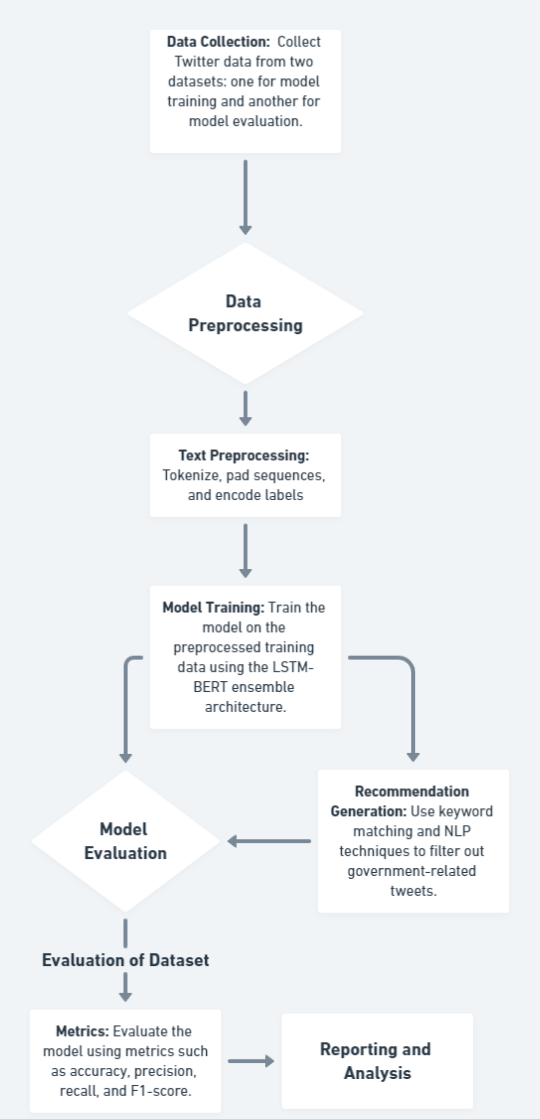 Data Collection: Collect
Twitter data from two
datasets: one for model
training and another for
model evaluation.
Data
Preprocessing
Text Preprocessing:
Tokenize, pad sequences,
and encode labels
Model Training: Train the
model on the
preprocessed training
data using the LSTM-
BERT ensemble
architecture.
Model
Evaluation
Recommendation
Generation: Use keyword
matching and NLP
techniques to filter out
government-related
tweets.
Evaluation of Dataset
Metrics: Evaluate the
model using metrics such
as accuracy, precision,
recall, and F1-score.
Reporting and
Analysis